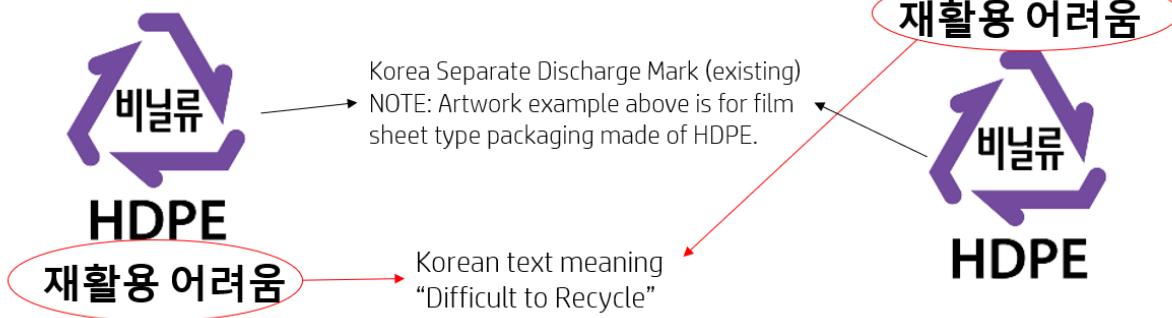 비닐류
HDPE
재활용 어려움
Korea Separate Discharge Mark (existing)
NOTE: Artwork example above is for film
sheet type packaging made of HDPE.
Korean text meaning
“Difficult to Recycle”
재활용 어려움
비닐류
HDPE